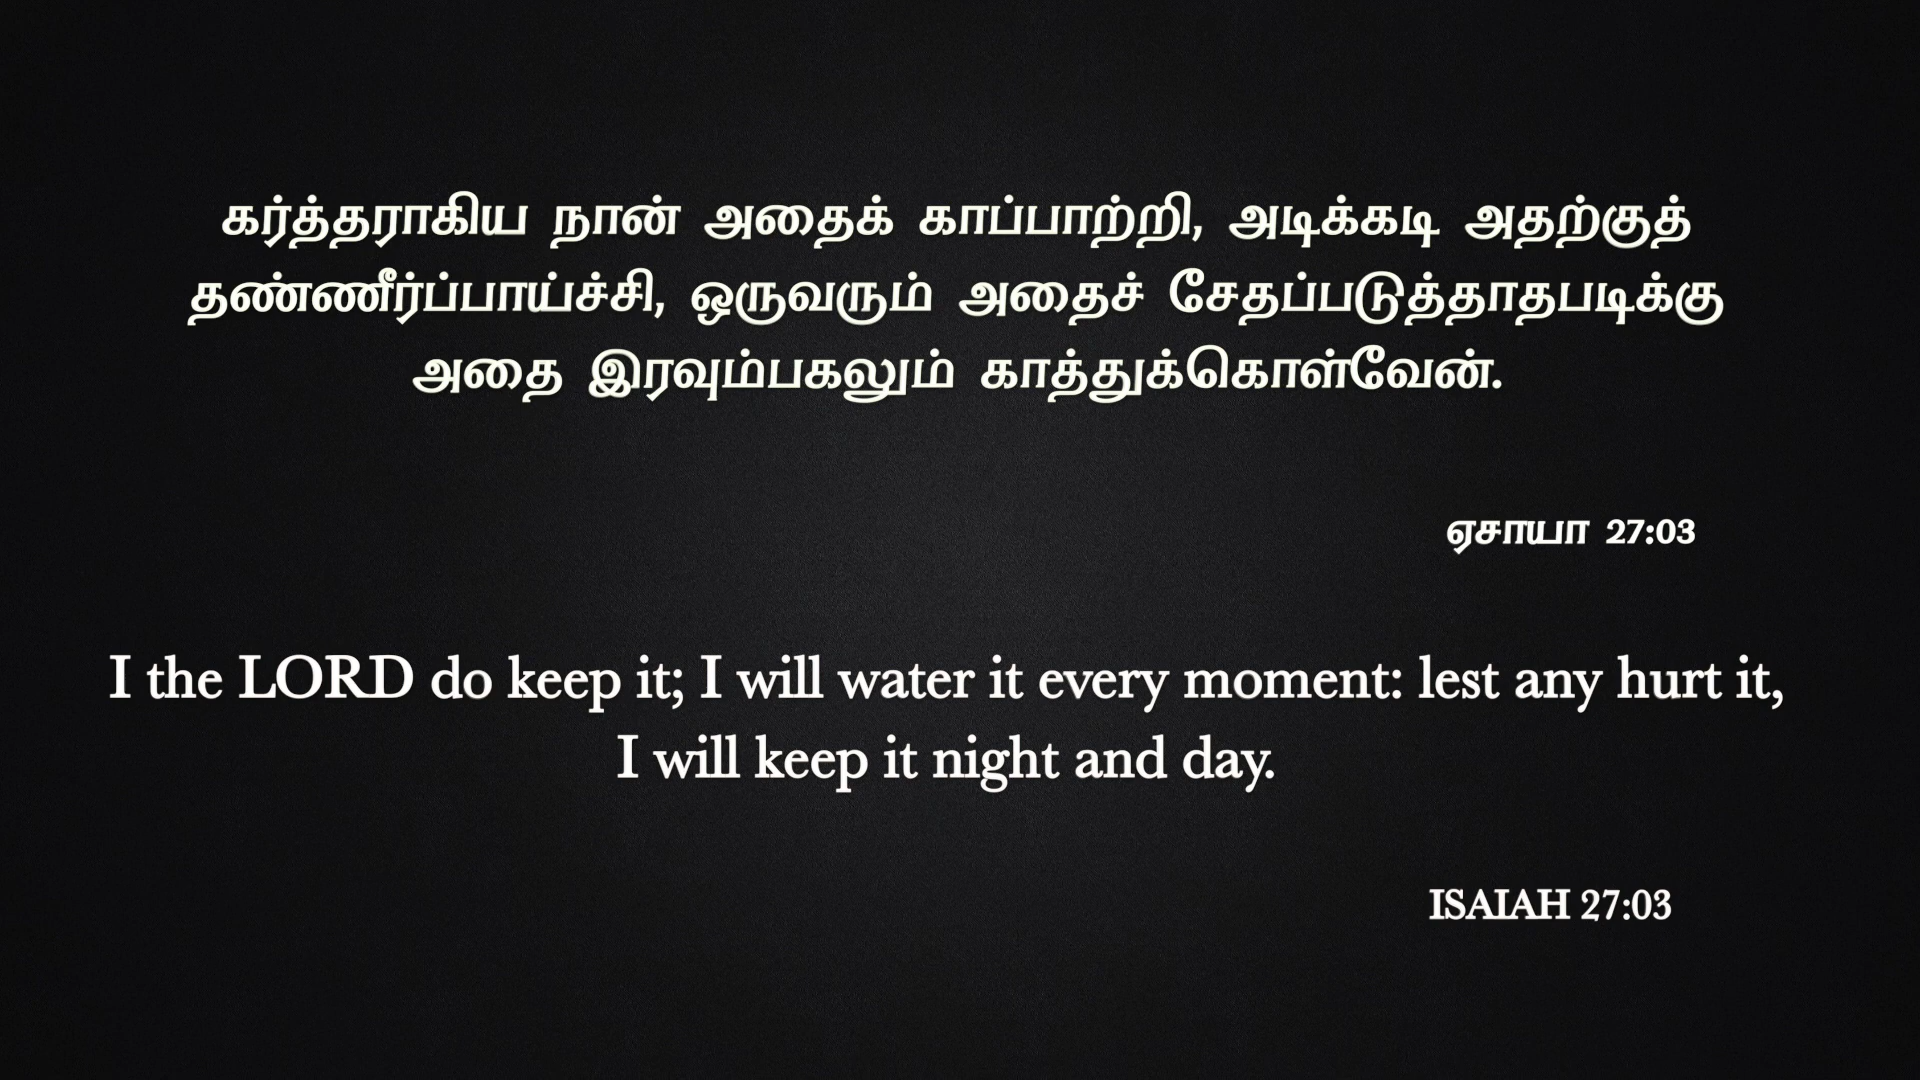 கர்த்தராகிய நான் அதைக் காப்பாற்றி, அடிக்கடி அதற்குத்
தண்ணீர்ப்பாய்ச்சி, ஒருவரும் அதைச் சேதப்படுத்தாதபடிக்கு
அதை இரவும்பகலும் காத்துக்கொள்வேன்.
ஏசாயா 27:03
I the LORD do keep it; I will water it every moment: lest any hurt it,
I will keep it night and day.
ISAIAH 27:03